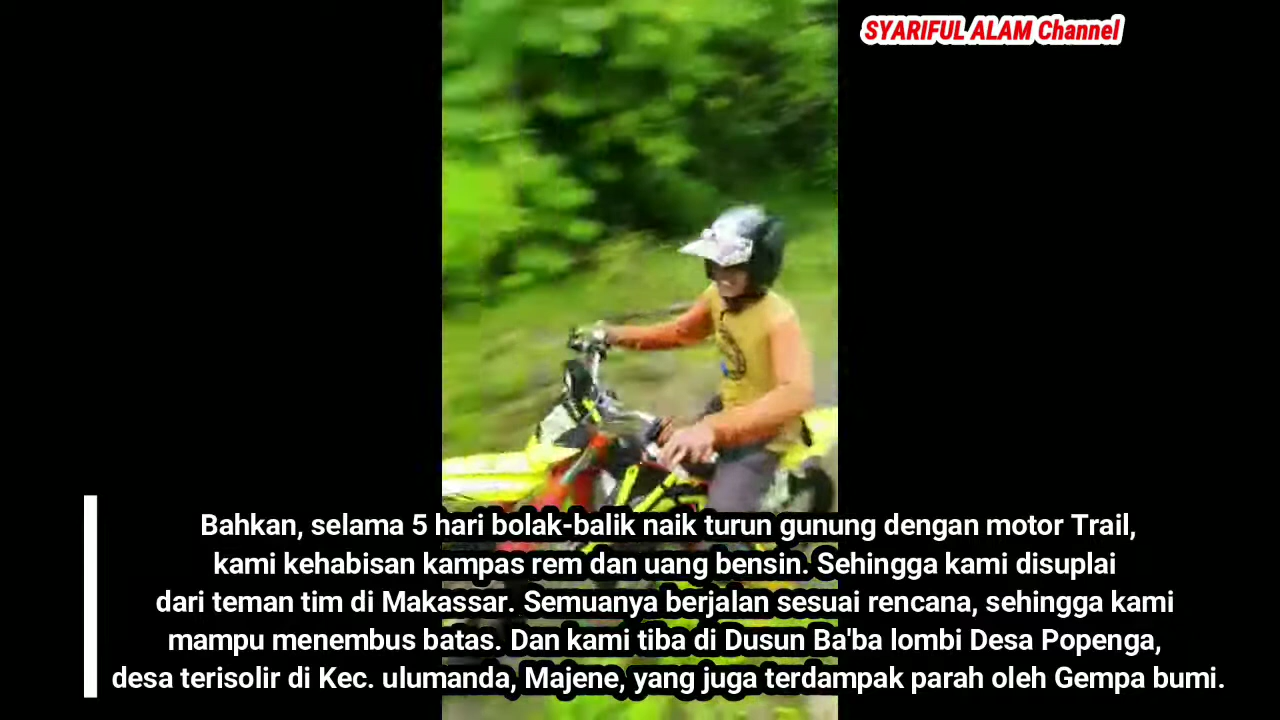 SYARIFUL ALAM Channel
Bahkan, selama 5 hari bolak-balik naik turun gunung dengan motor Trail,
kami kehabisan kampas rem dan uang bensin. Sehingga kami disuplai
dari teman tim di Makassar. Semuanya berjalan sesuai rencana, sehingga kami
mampu menembus batas. Dan kami tiba di Dusun Ba'ba lombi Desa Popenga,
desa terisolir di Kec. ulumanda, Majene, yang juga terdampak parah oleh Gempa bumi.